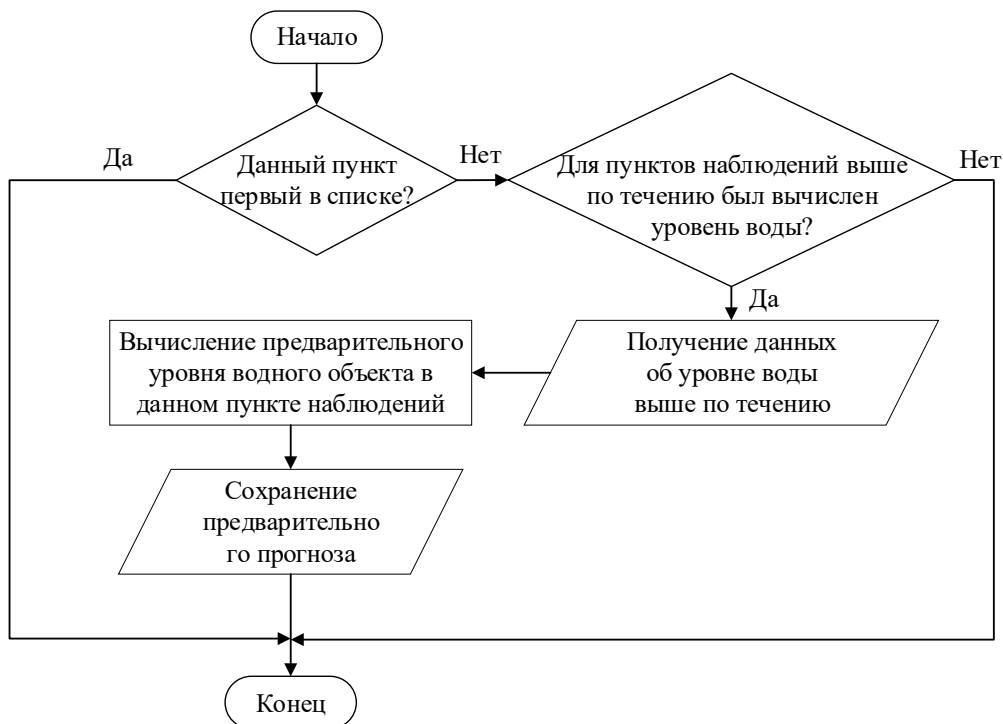 Начало
Да
Данный пункт
первый в списке?
Нет
Для пунктов наблюдений выше
по течению был вычислен
уровень воды?
Нет
Да
Получение данных
об уровне воды
выше по течению
Вычисление предварительного
уровня водного объекта в
данном пункте наблюдений
Сохранение
предварительно
го прогноза
Конец